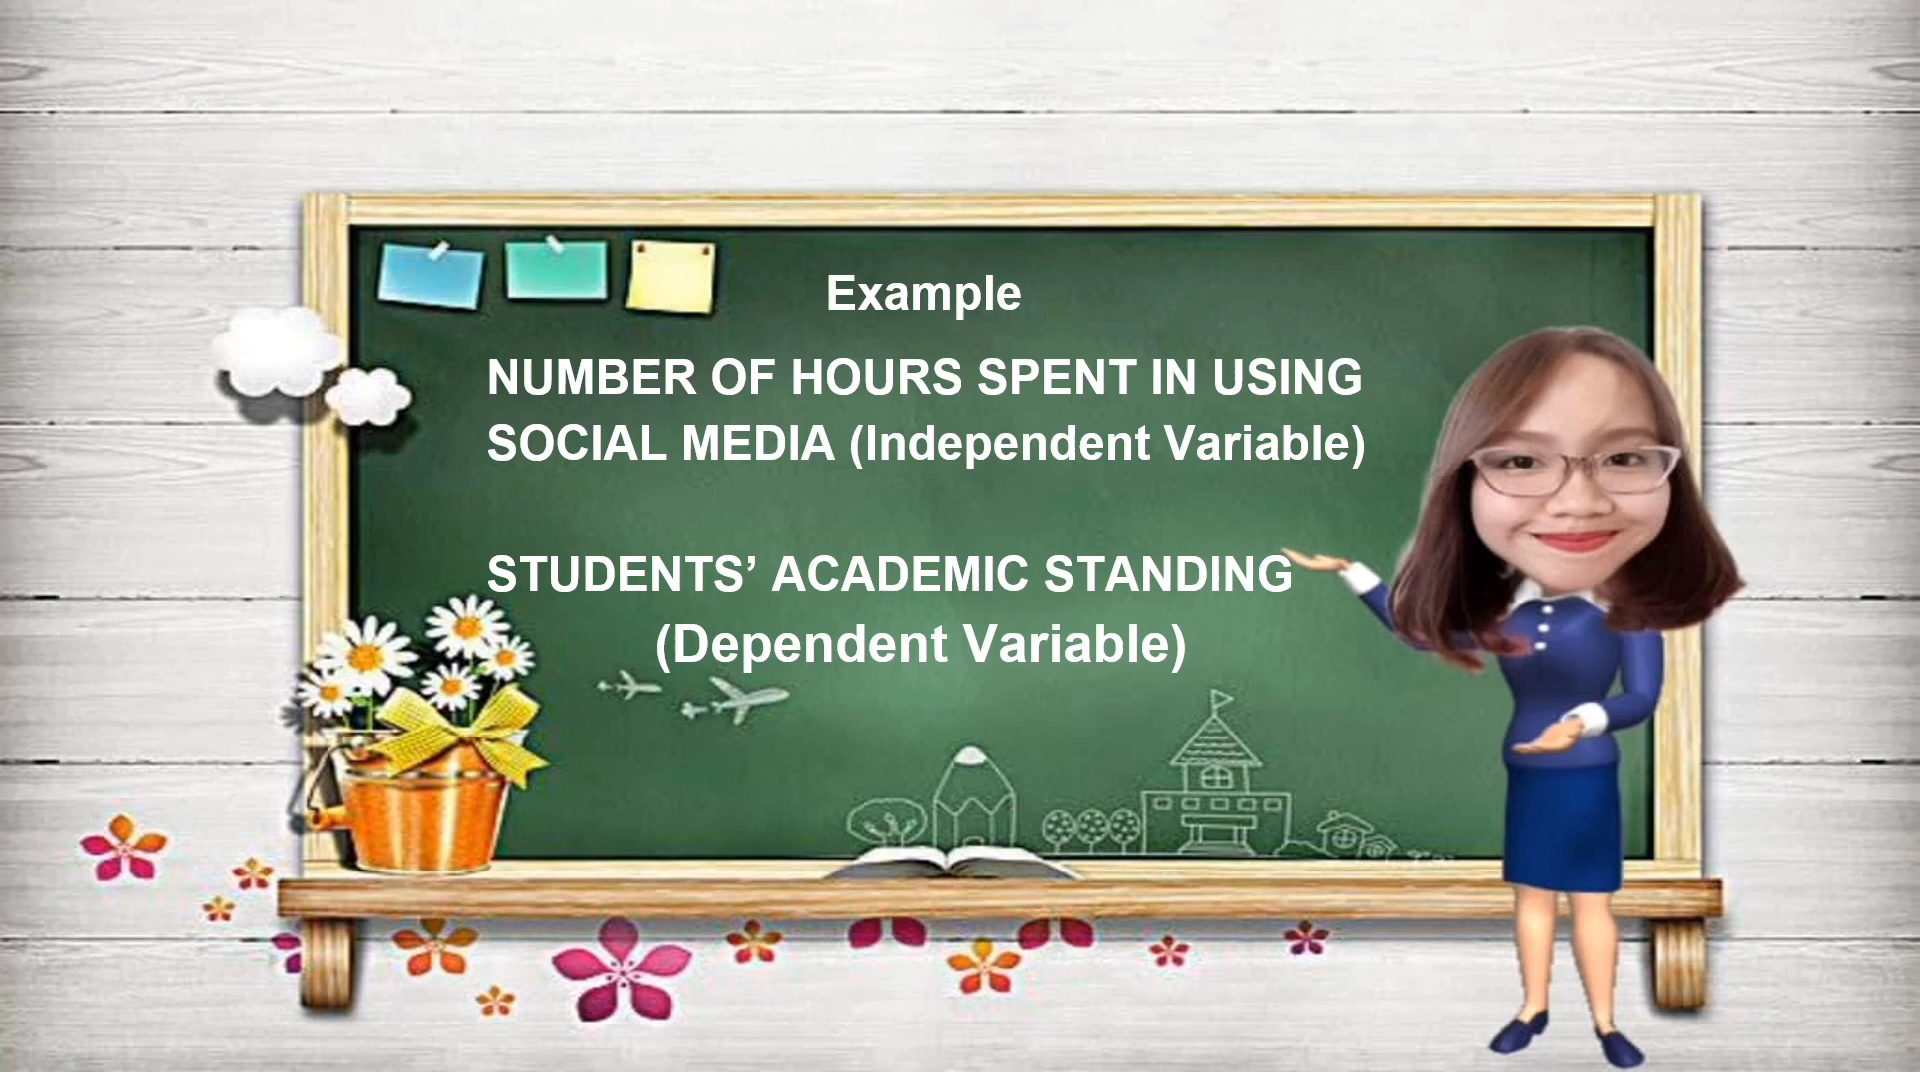 Example
NUMBER OF HOURS SPENT IN USING
SOCIAL MEDIA (Independent Variable)
STUDENTS’ ACADEMIC STANDING
(Dependent Variable)